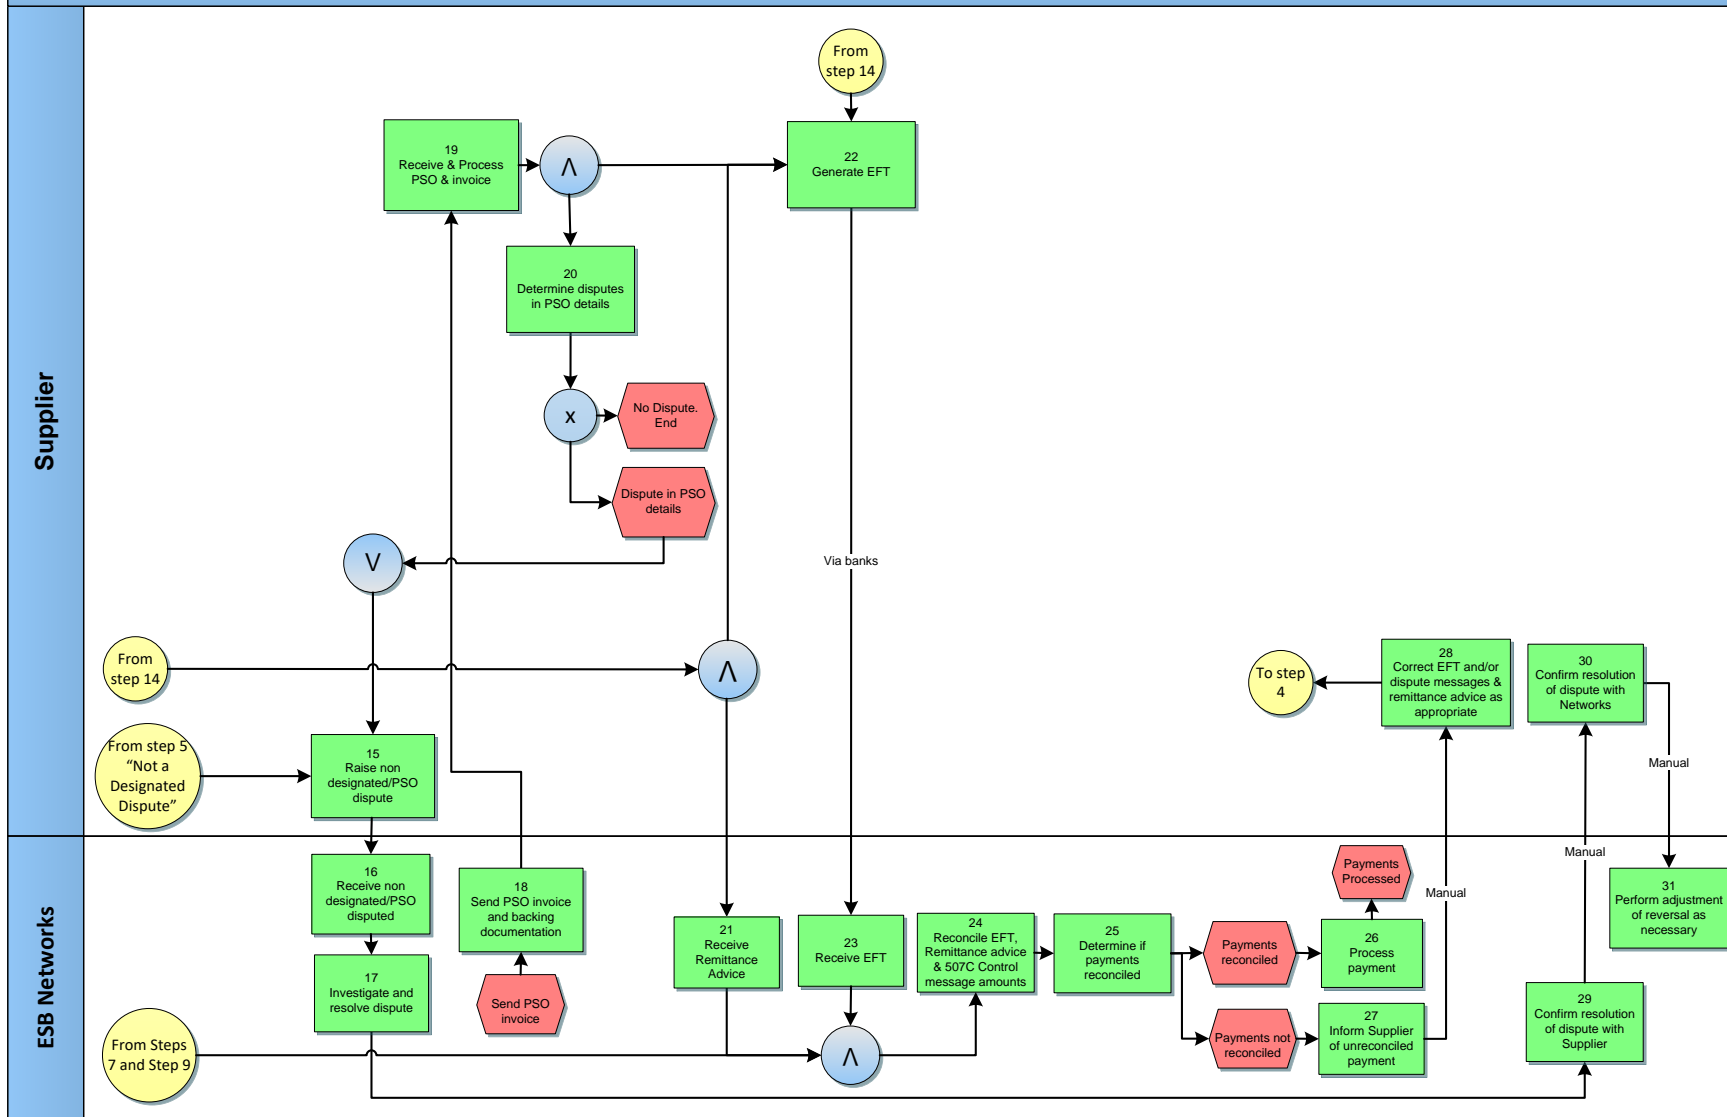 Supplier
From
step 14
19
Receive & Process
PSO & invoice
Λ
22
Generate EFT
20
Determine disputes
in PSO details
x
No Dispute.
End
Dispute in PSO
details
V
Via banks
From
step 14
Λ
From step 5
“Not a
Designated
Dispute”
15
Raise non
designated/PSO
dispute
To step
4
28
Correct EFT and/or
dispute messages &
remittance advice as
appropriate
30
Confirm resolution
of dispute with
Networks
Manual
ESB Networks
16
Receive non
designated/PSO
disputed
17
Investigate and
resolve dispute
18
Send PSO invoice
and backing
documentation
Send PSO
invoice
From Steps
7 and Step 9
21
Receive
Remittance
Advice
23
Receive EFT
Λ
24
Reconcile EFT,
Remittance advice
& 507C Control
message amounts
25
Determine if
payments
reconciled
Payments
reconciled
Payments not
reconciled
Payments
Processed
26
Process
payment
27
Inform Supplier
of unreconciled
payment
Manual
Manual
29
Confirm resolution
of dispute with
Supplier
31
Perform adjustment
of reversal as
necessary